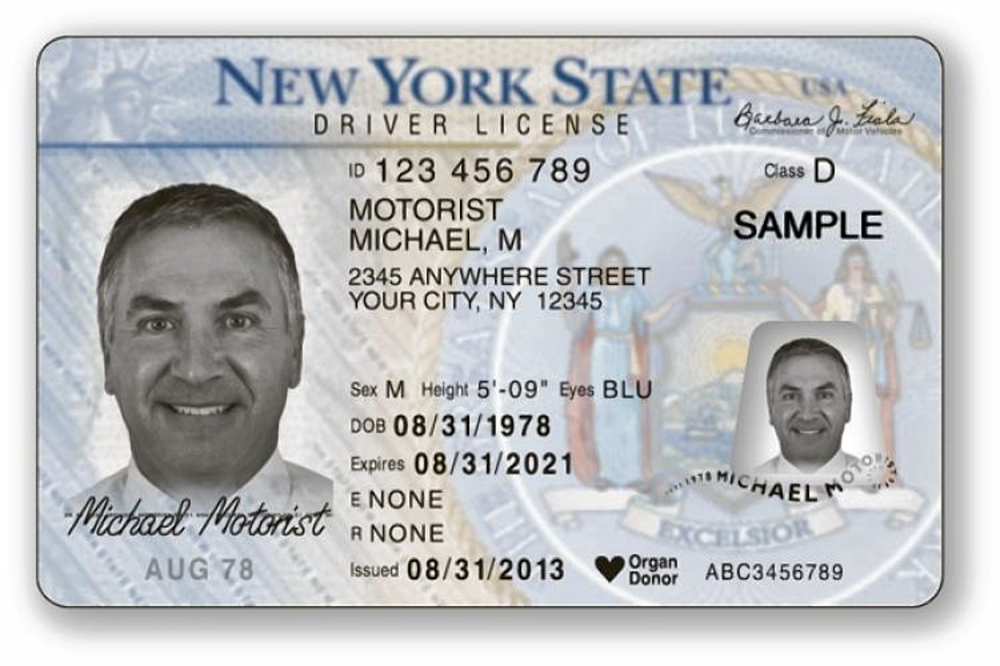 NEW YORK STATE
USA
DRIVER LICENSE
Barbara J. Fiala
Commissioner of Motor Vehicles
ID 123 456 789
Class D
MOTORIST
MICHAEL, M
SAMPLE
2345 ANYWHERE STREET
YOUR CITY, NY 12345
Sex M Height 5'-09" Eyes BLU
DOB 08/31/1978
Expires 08/31/2021
MICHAEL MOTORIST
E NONE
R NONE
EXCELSIOR
Michael Motorist
AUG 78
Issued 08/31/2013
Organ
Donor
ABC3456789